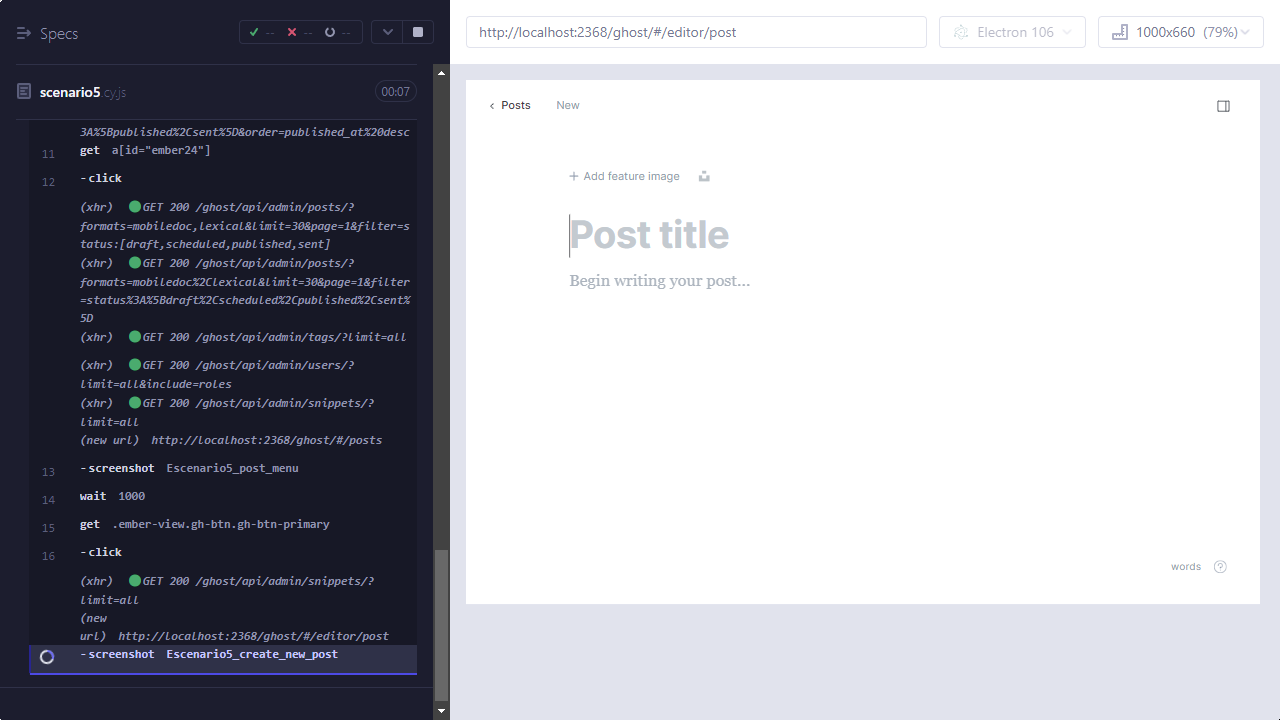 Specs
-- -- --
scenario5.cy.js
00:07
3A%5Bpublished%2Csent%5D&order=published_at%20desc
11 get a[id="ember24"]
12 -click
(xhr) GET 200 /ghost/api/admin/posts/?
formats=mobiledoc,lexical&limit=30&page=1&filter=s
tatus:[draft,scheduled,published,sent]
(xhr) GET 200 /ghost/api/admin/posts/?
formats=mobiledoc%2Clexical&limit=30&page=1&filter
=status%3A%5Bdraft%2Cscheduled%2Cpublished%2Csent%
5D
(xhr) GET 200 /ghost/api/admin/tags/?limit=all
(xhr) GET 200 /ghost/api/admin/users/?
limit=all&include=roles
(xhr) GET 200 /ghost/api/admin/snippets/?
limit=all
(new url) http://localhost:2368/ghost/#/posts
13 -screenshot Escenario5_post_menu
14 wait 1000
15 get .ember-view.gh-btn.gh-btn-primary
16 -click
(xhr) GET 200 /ghost/api/admin/snippets/?
limit=all
(new
url) http://localhost:2368/ghost/#/editor/post
-screenshot Escenario5_create_new_post
http://localhost:2368/ghost/#/editor/post
Electron 106
1000x660 (79%)
‹ Posts New
+ Add feature image
Post title
Begin writing your post...
words ?